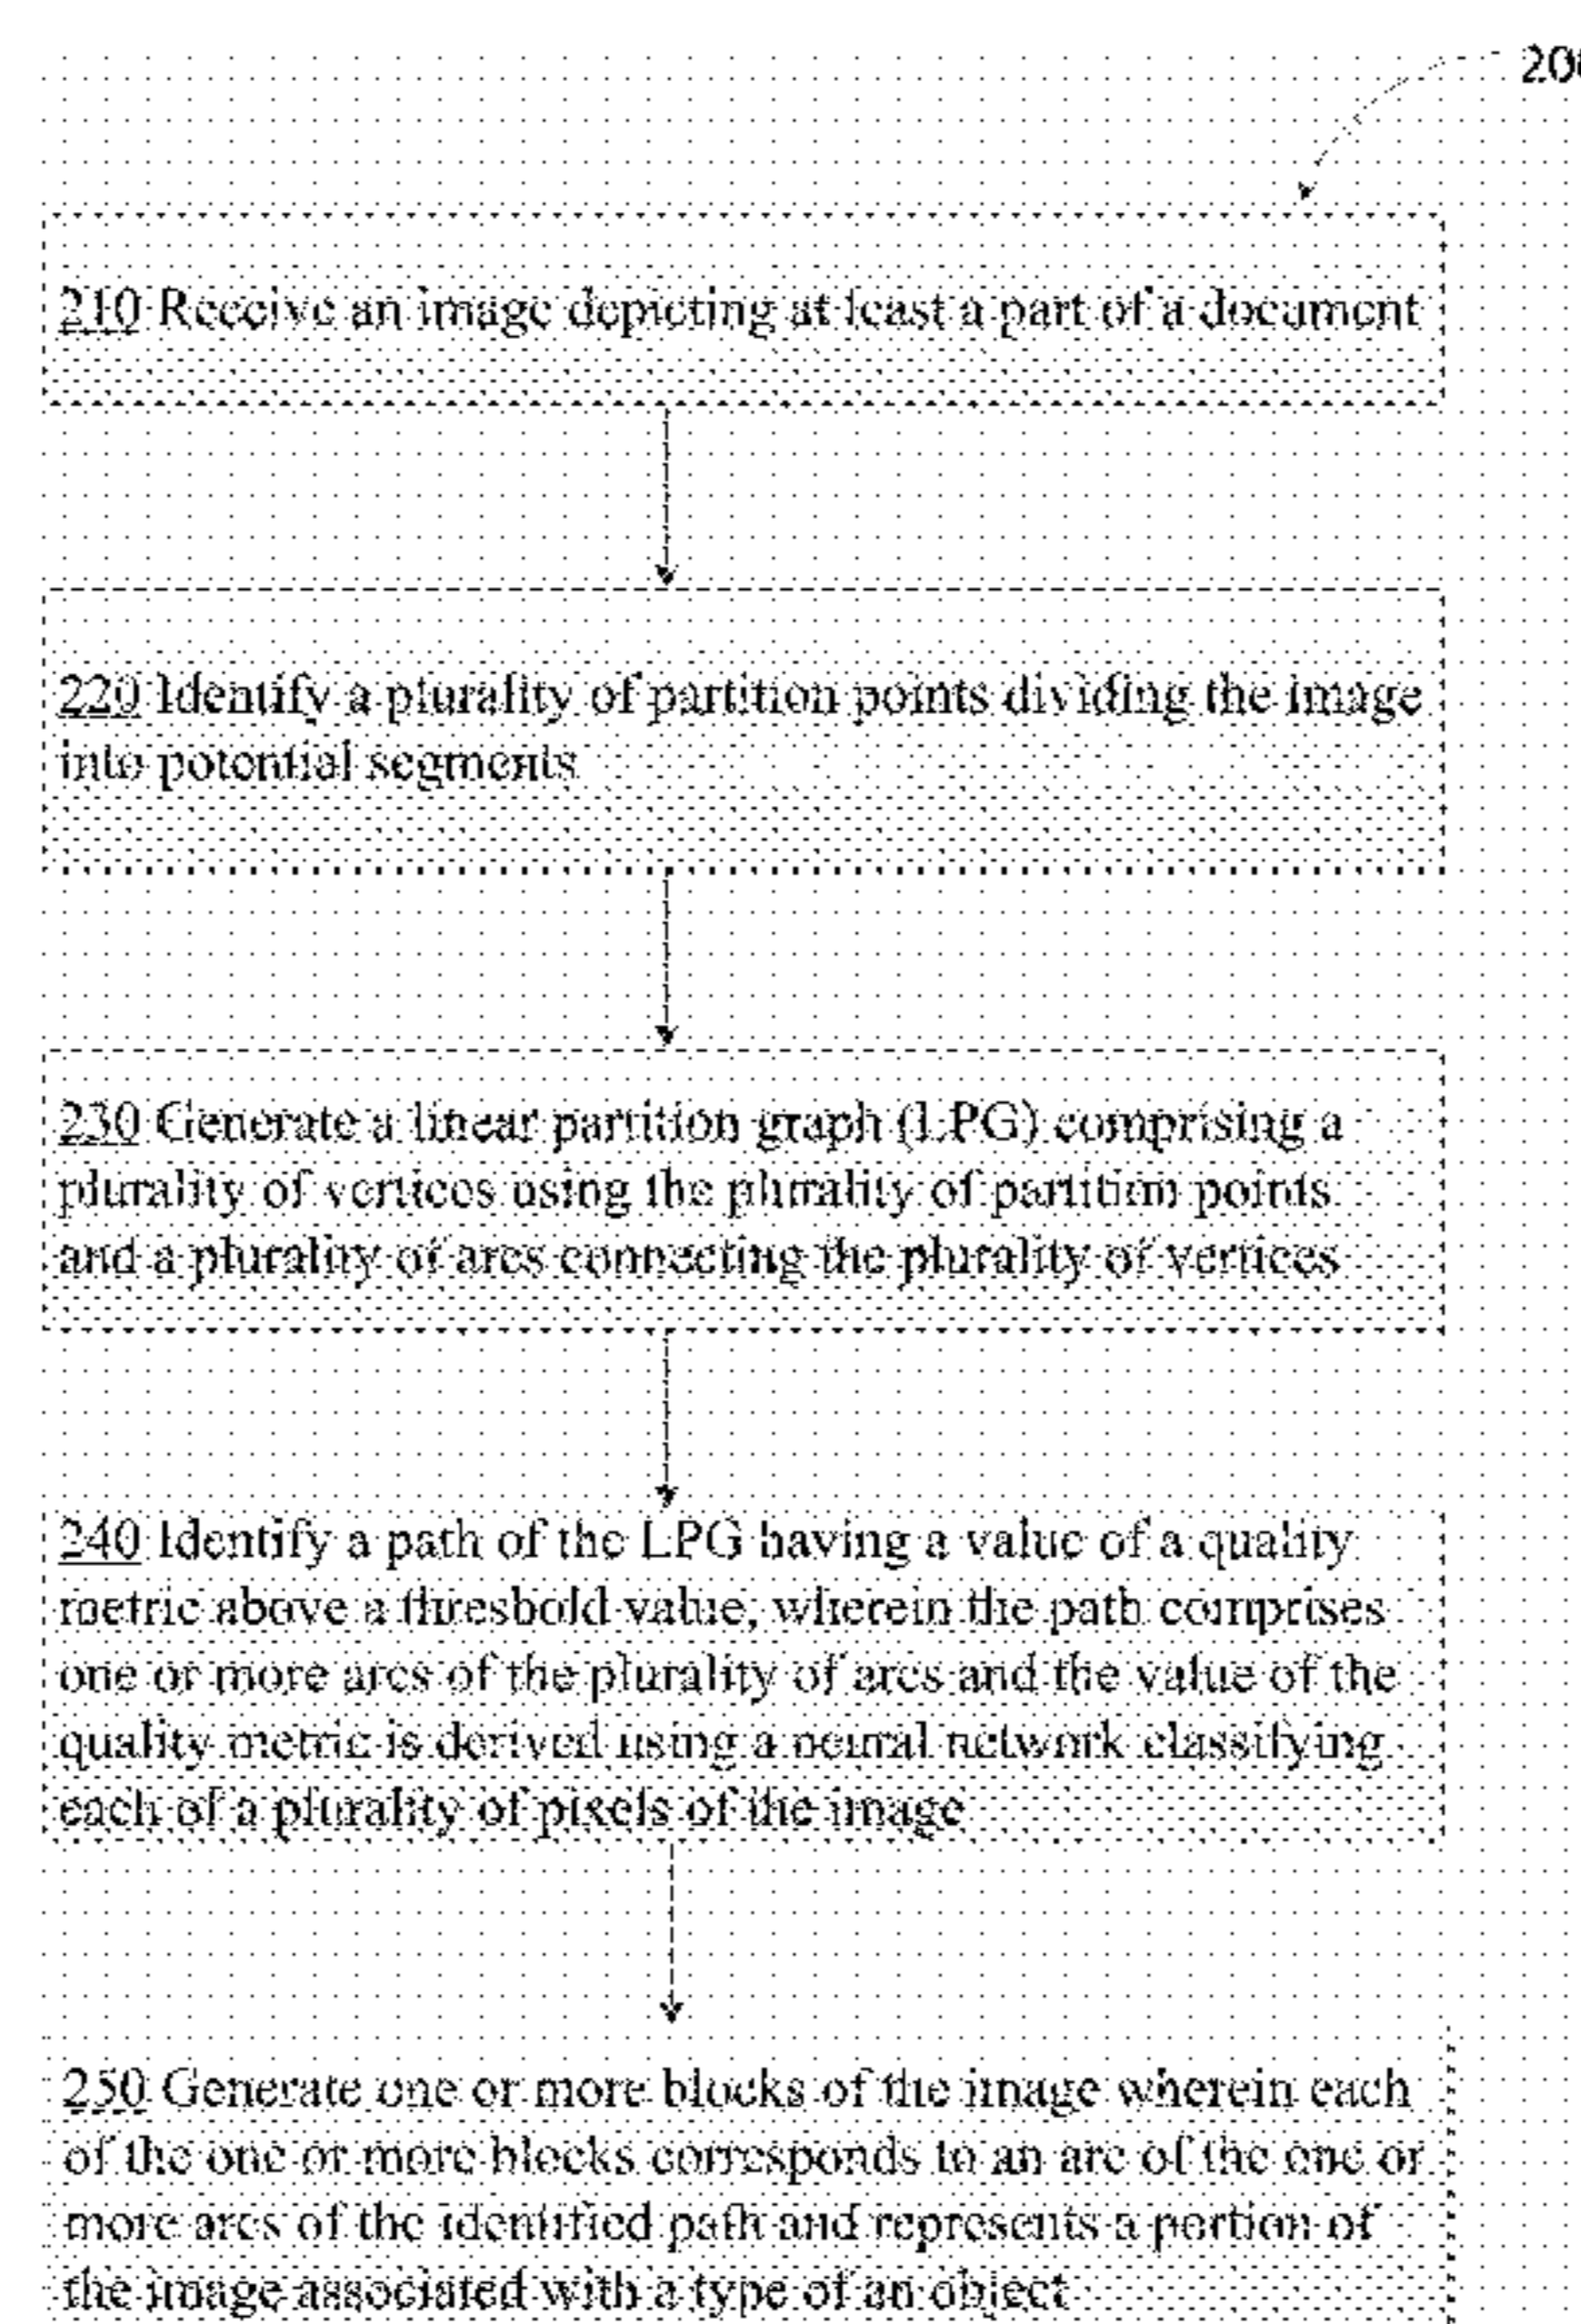 200
210 Receive an image depicting at least a part of a document
220 Identify a plurality of partition points dividing the image
into potential segments
230 Generate a linear partition graph (LPG) comprising a
plurality of vertices using the plurality of partition points
and a plurality of arcs connecting the plurality of vertices
240 Identify a path of the LPG having a value of a quality
metric above a threshold value, wherein the path comprises
one or more arcs of the plurality of arcs and the value of the
quality metric is derived using a neural network classifying
each of a plurality of pixels of the image
250 Generate one or more blocks of the image wherein each
of the one or more blocks corresponds to an arc of the one or
more arcs of the identified path and represents a portion of
the image associated with a type of an object